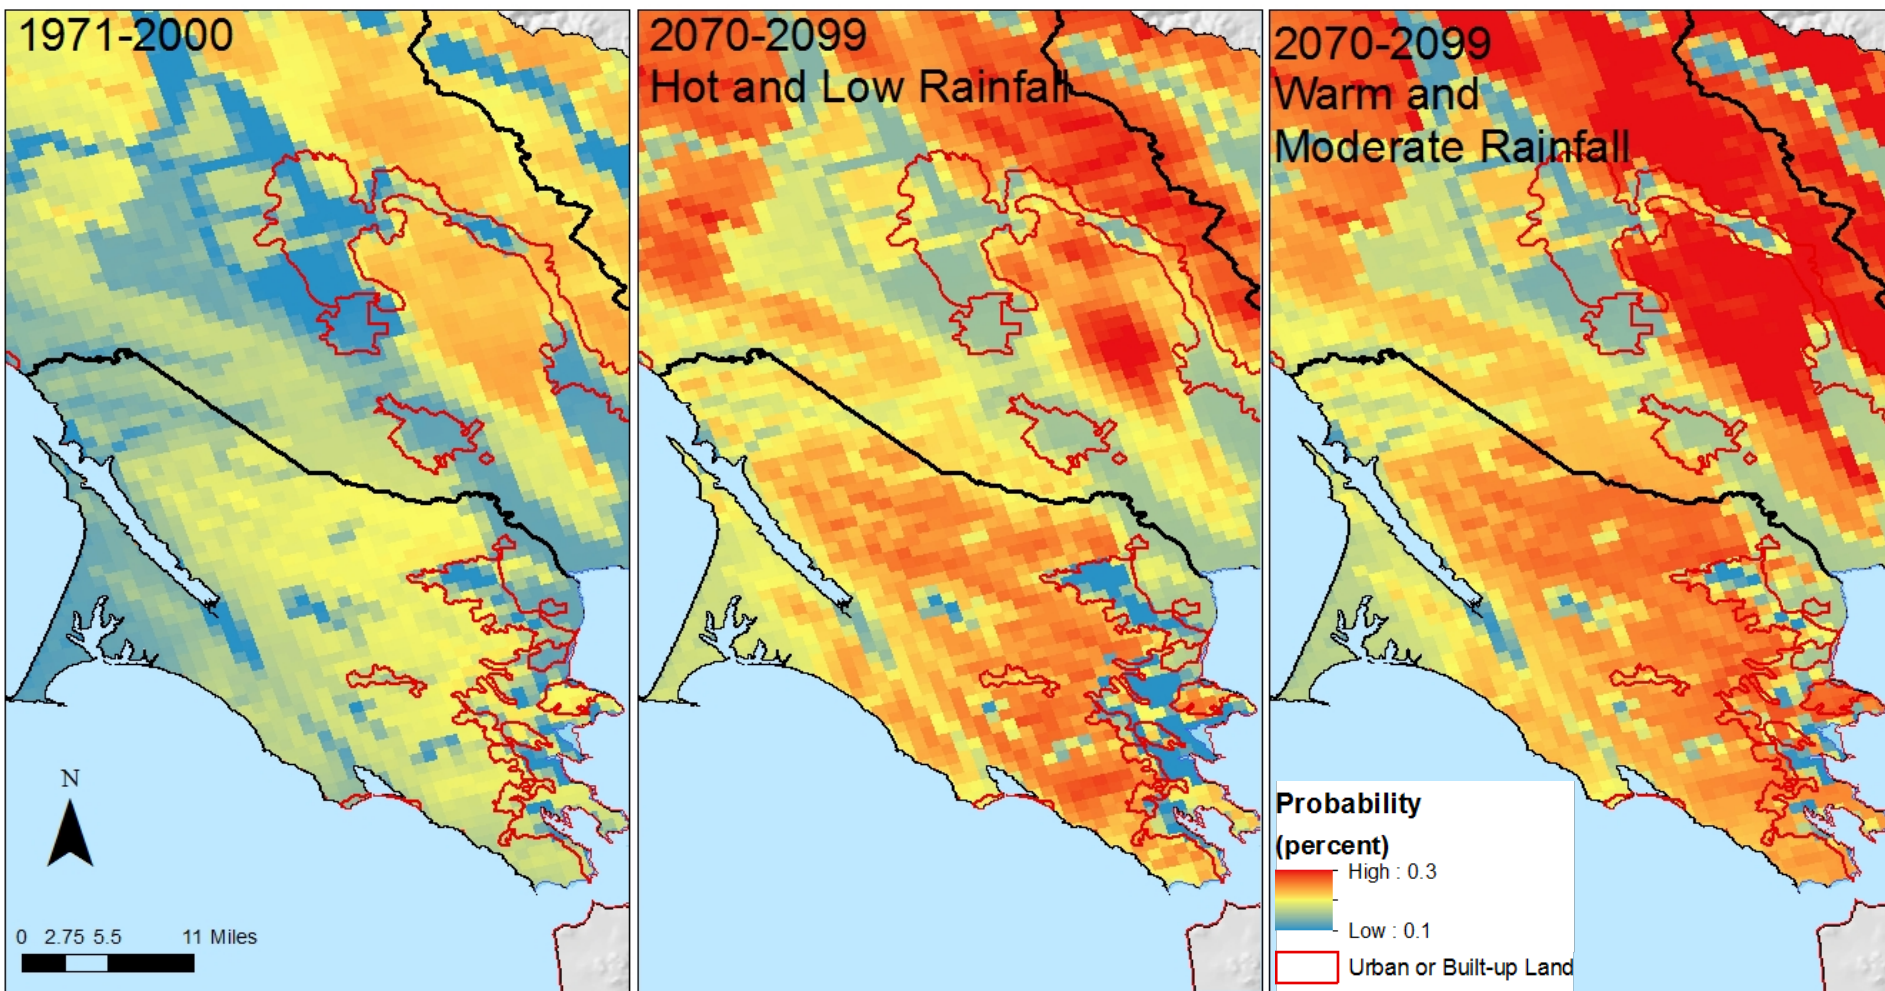 1971-2000
N
0 2.75 5.5 11 Miles
2070-2099
Hot and Low Rainfall
2070-2099
Warm and
Moderate Rainfall
Probability
(percent)
High : 0.3
Low : 0.1
Urban or Built-up Land